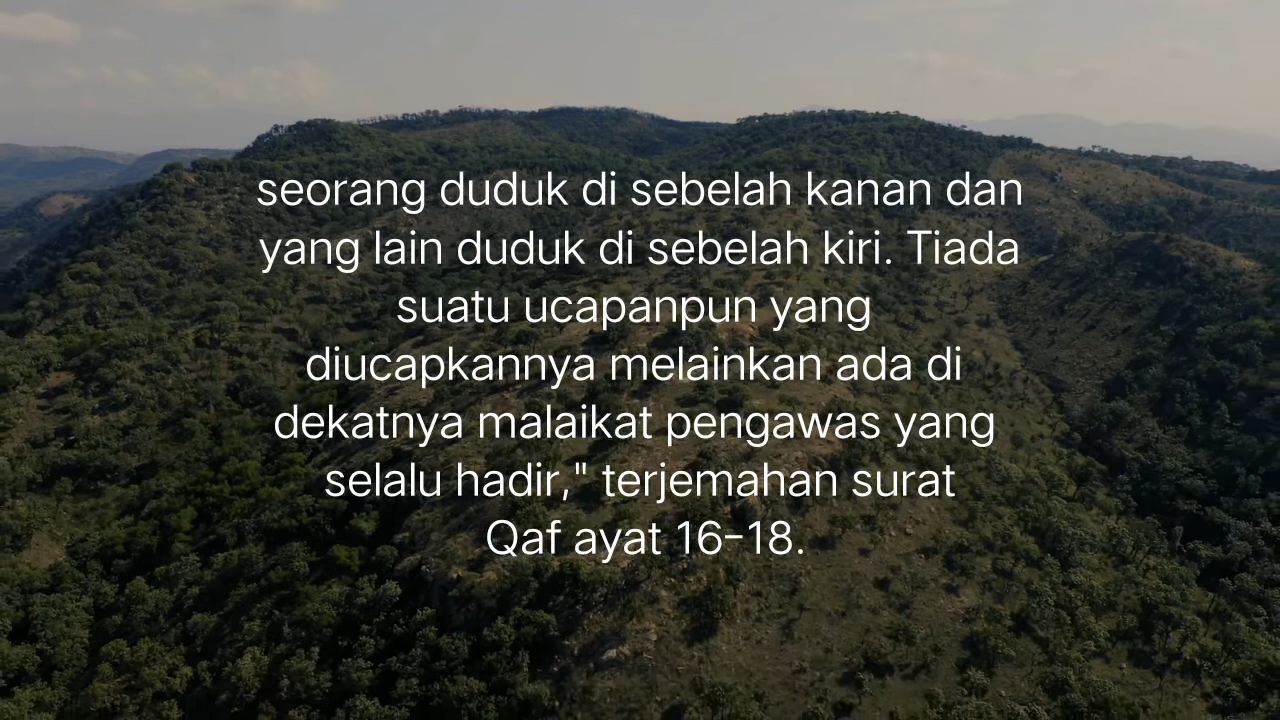 seorang duduk di sebelah kanan dan
yang lain duduk di sebelah kiri. Tiada
suatu ucapanpun yang
diucapkannya melainkan ada di
dekatnya malaikat pengawas yang
selalu hadir," terjemahan surat
Qaf ayat 16-18.